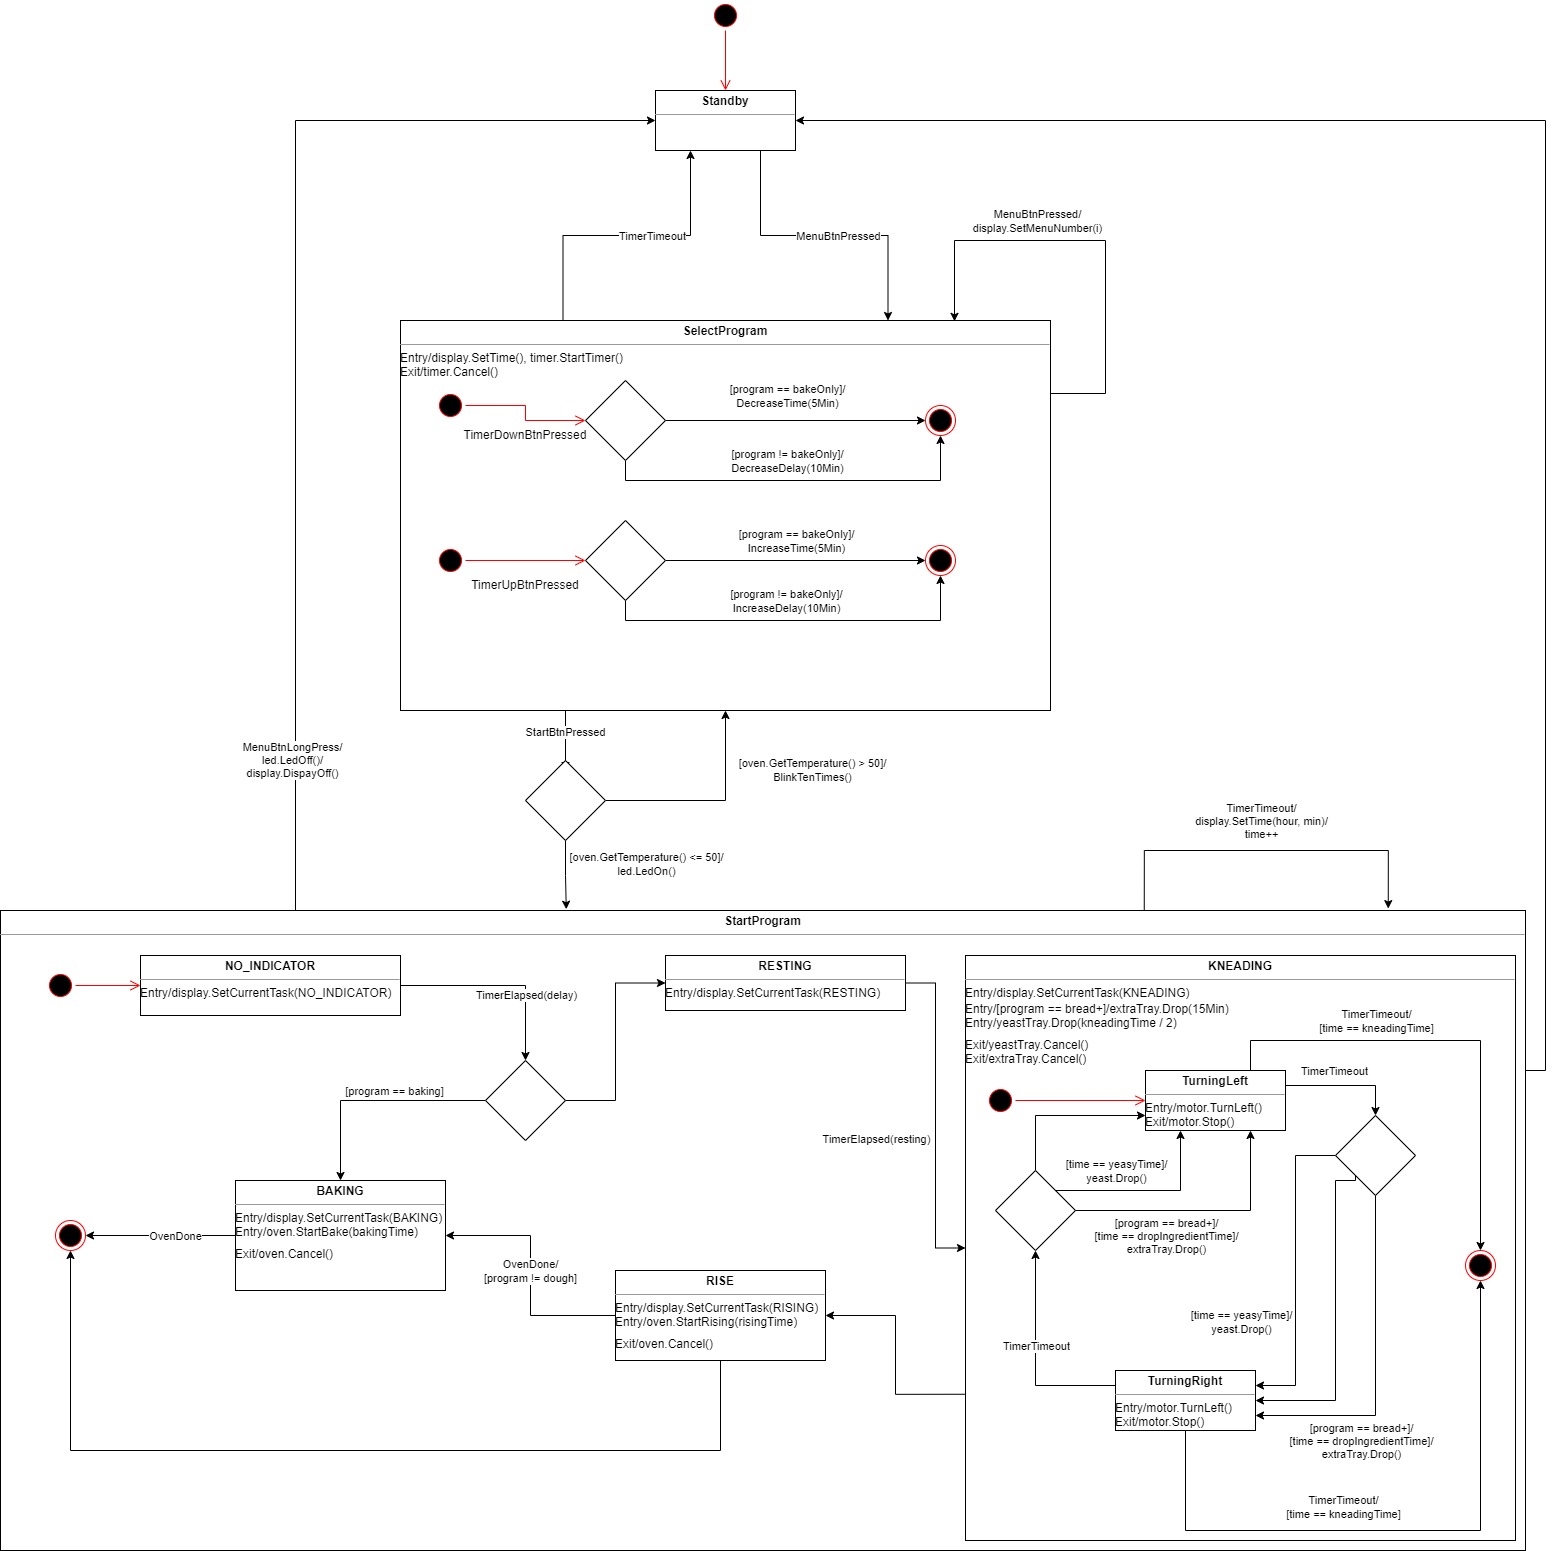 Standby
TimerTimeout
MenuBtnPressed
MenuBtnPressed/
display.SetMenuNumber(i)
SelectProgram
Entry/display.SetTime(), timer.StartTimer()
Exit/timer.Cancel()
[program == bakeOnly]/
DecreaseTime(5Min)
TimerDownBtnPressed
[program != bakeOnly]/
DecreaseDelay(10Min)
[program == bakeOnly]/
IncreaseTime(5Min)
TimerUpBtnPressed
[program != bakeOnly]/
IncreaseDelay(10Min)
StartBtnPressed
MenuBtnLongPress/
led.LedOff()/
display.DispayOff()
[oven.GetTemperature() > 50]/
BlinkTenTimes()
[oven.GetTemperature() <= 50]/
led.LedOn()
TimerTimeout/
display.SetTime(hour, min)/
time++
StartProgram
NO_INDICATOR
Entry/display.SetCurrentTask(NO_INDICATOR)
TimerElapsed(delay)
RESTING
Entry/display.SetCurrentTask(RESTING)
KNEADING
Entry/display.SetCurrentTask(KNEADING)
Entry/[program == bread+]/extraTray.Drop(15Min)
Entry/yeastTray.Drop(kneadingTime / 2)
Exit/yeastTray.Cancel()
Exit/extraTray.Cancel()
TimerTimeout/
[time == kneadingTime]
TurningLeft
Entry/motor.TurnLeft()
Exit/motor.Stop()
TimerTimeout
[program == baking]
TimerElapsed(resting)
[time == yeasyTime]/
yeast.Drop()
[program == bread+]/
[time == dropIngredientTime]/
extraTray.Drop()
BAKING
Entry/display.SetCurrentTask(BAKING)
Entry/oven.StartBake(bakingTime)
Exit/oven.Cancel()
OvenDone
OvenDone/
[program != dough]
RISE
Entry/display.SetCurrentTask(RISING)
Entry/oven.StartRising(risingTime)
Exit/oven.Cancel()
[time == yeasyTime]/
yeast.Drop()
TimerTimeout
TurningRight
Entry/motor.TurnLeft()
Exit/motor.Stop()
[program == bread+]/
[time == dropIngredientTime]/
extraTray.Drop()
TimerTimeout/
[time == kneadingTime]